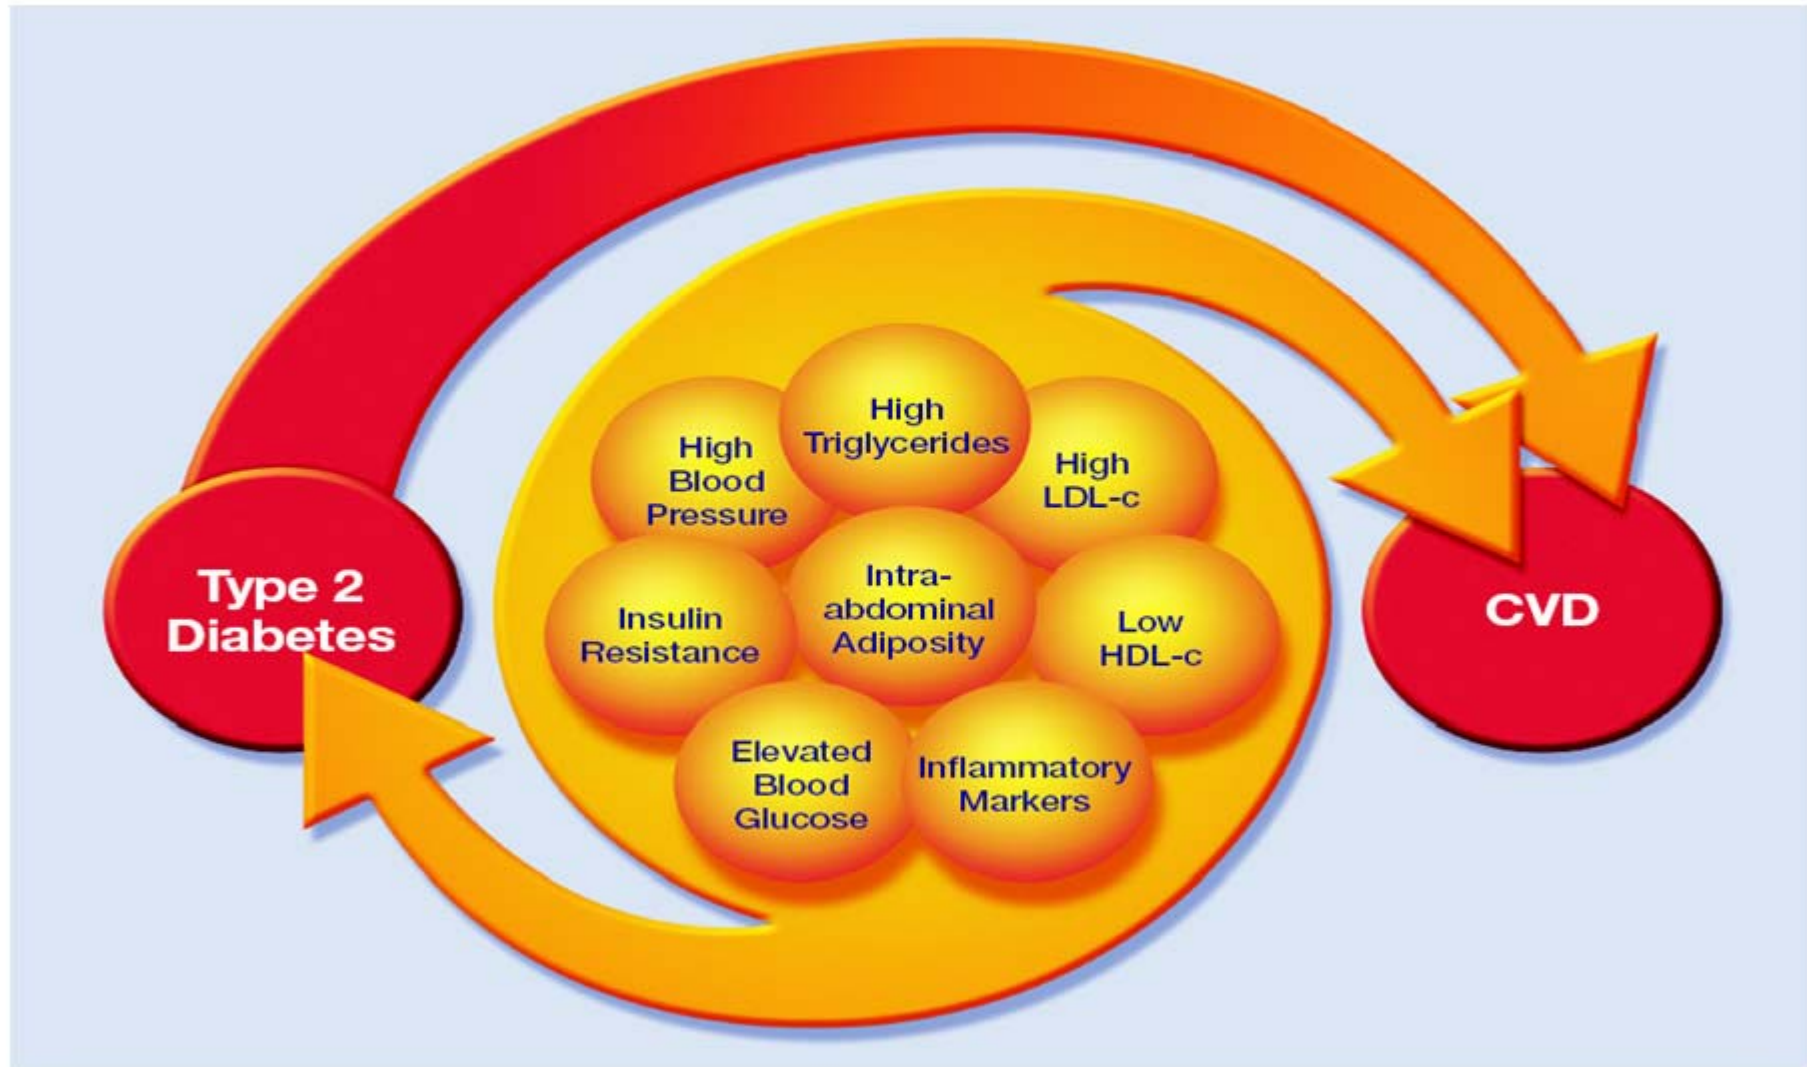 High
Triglycerides
High
Blood
Pressure
High
LDL-c
Type 2
Diabetes
Insulin
Resistance
Intra-
abdominal
Adiposity
Low
HDL-c
CVD
Elevated
Blood
Glucose
Inflammatory
Markers